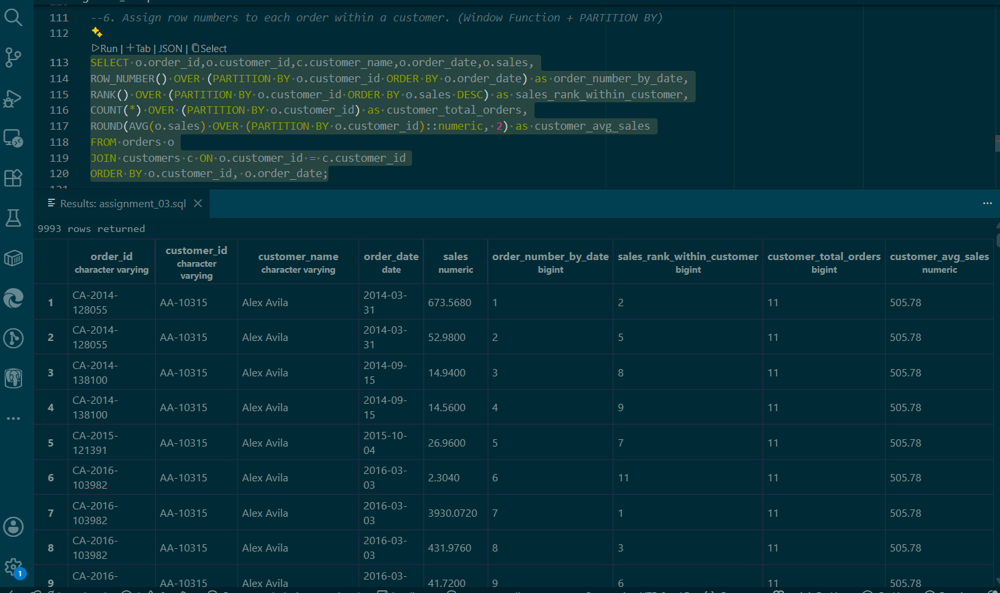 111 --6. Assign row numbers to each order within a customer. (Window Function + PARTITION BY)
112
Run | Tab | JSON | Select
113 SELECT o.order_id,o.customer_id,c.customer_name,o.order_date,o.sales,
114 ROW_NUMBER() OVER (PARTITION BY o.customer_id ORDER BY o.order_date) as order_number_by_date,
115 RANK() OVER (PARTITION BY o.customer_id ORDER BY o.sales DESC) as sales_rank_within_customer,
116 COUNT(*) OVER (PARTITION BY o.customer_id) as customer_total_orders,
117 ROUND(AVG(o.sales) OVER (PARTITION BY o.customer_id)::numeric, 2) as customer_avg_sales
118 FROM orders o
119 JOIN customers c ON o.customer_id = c.customer_id
120 ORDER BY o.customer_id, o.order_date;
Results: assignment_03.sql
9993 rows returned
order_id customer_id customer_name order_date sales order_number_by_date sales_rank_within_customer customer_total_orders customer_avg_sales
character varying character varying character varying date numeric bigint bigint bigint numeric
1 CA-2014-128055 AA-10315 Alex Avila 2014-03-31 673.5680 1 2 11 505.78
2 CA-2014-128055 AA-10315 Alex Avila 2014-03-31 52.9800 2 5 11 505.78
3 CA-2014-138100 AA-10315 Alex Avila 2014-09-15 14.9400 3 8 11 505.78
4 CA-2014-138100 AA-10315 Alex Avila 2014-09-15 14.5600 4 9 11 505.78
5 CA-2015-121391 AA-10315 Alex Avila 2015-10-04 26.9600 5 7 11 505.78
6 CA-2016-103982 AA-10315 Alex Avila 2016-03-03 2.3040 6 11 11 505.78
7 CA-2016-103982 AA-10315 Alex Avila 2016-03-03 3930.0720 7 1 11 505.78
8 CA-2016-103982 AA-10315 Alex Avila 2016-03-03 431.9760 8 3 11 505.78
9 CA-2016- AA-10315 Alex Avila 2016-03- 41.7200 9 6 11 505.78
1